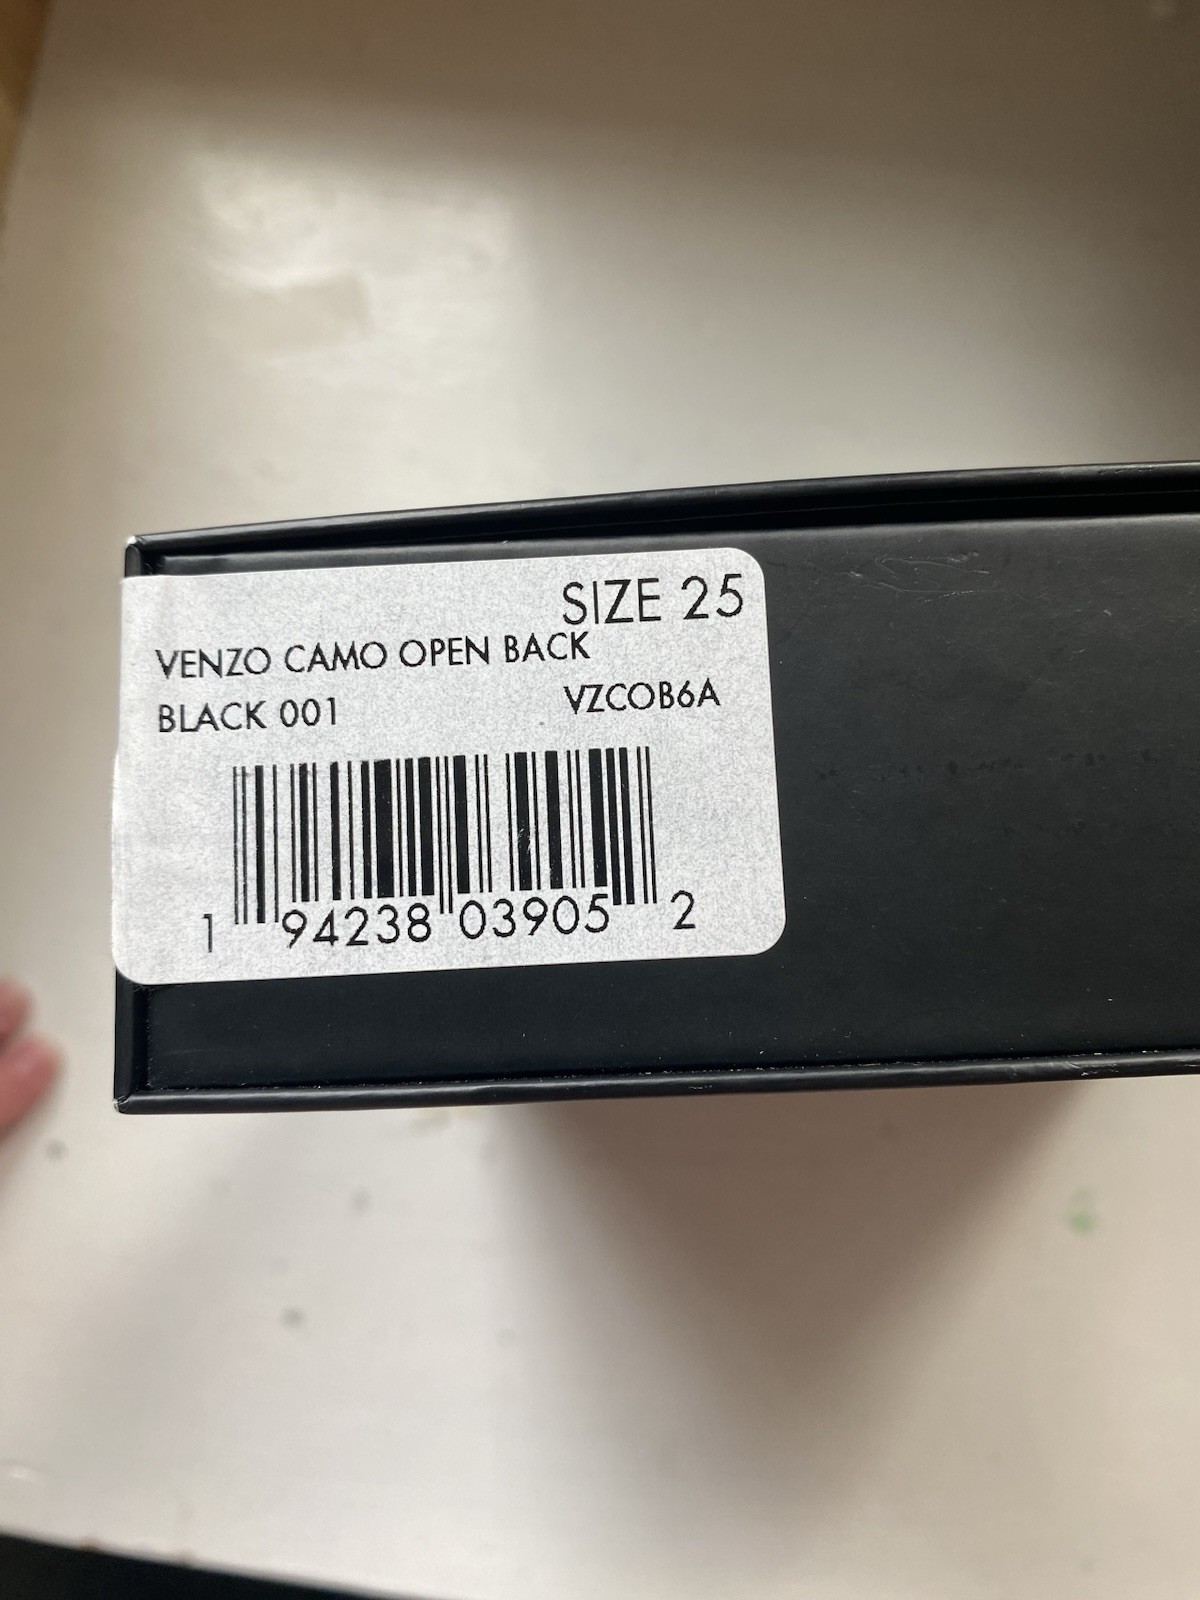 SIZE 25
VENZO CAMO OPEN BACK
BLACK 001 VZCOB6A
1 94238 03905 2